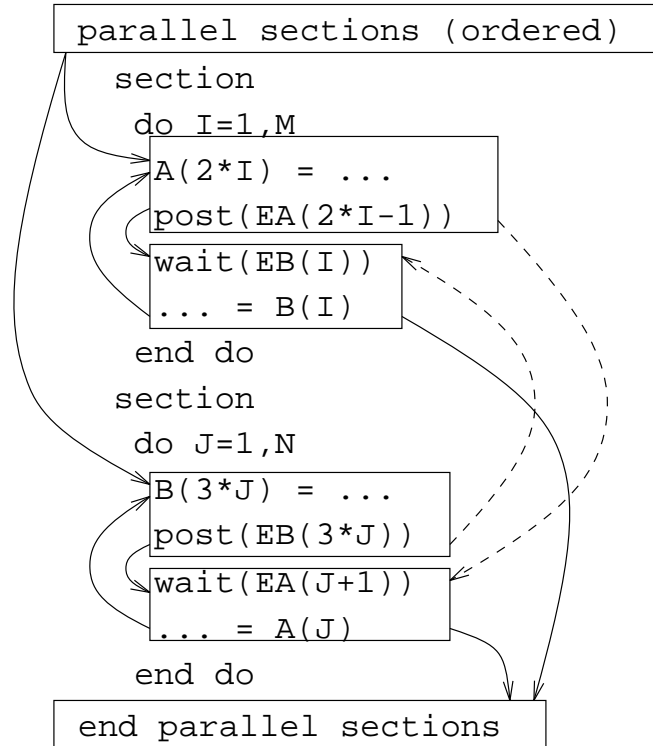 parallel sections (ordered)
section
do I=1,M
A(2*I) = ...
post(EA(2*I-1))
wait(EB(I))
... = B(I)
end do
section
do J=1,N
B(3*J) = ...
post(EB(3*J))
wait(EA(J+1))
... = A(J)
end do
end parallel sections